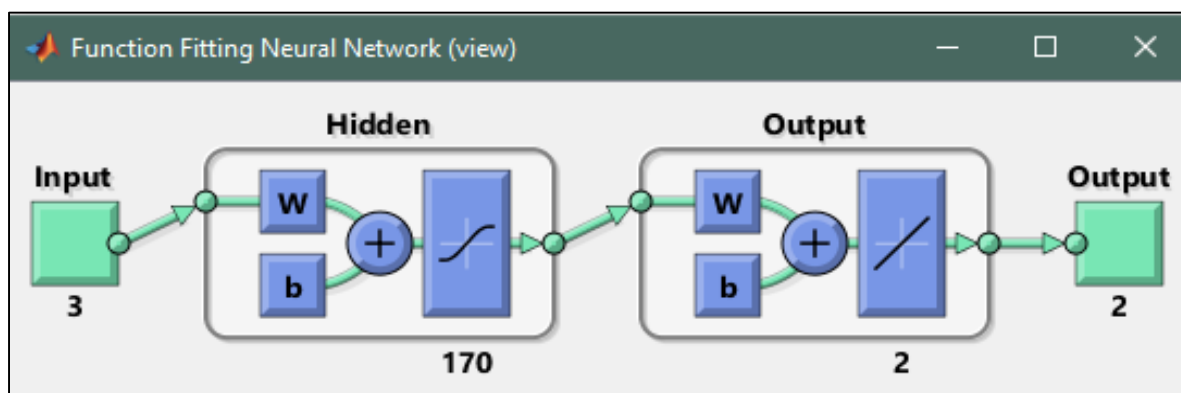 Function Fitting Neural Network (view)
Hidden
Output
Input
Output
W
W
+
+
b
b
3
2
170
2